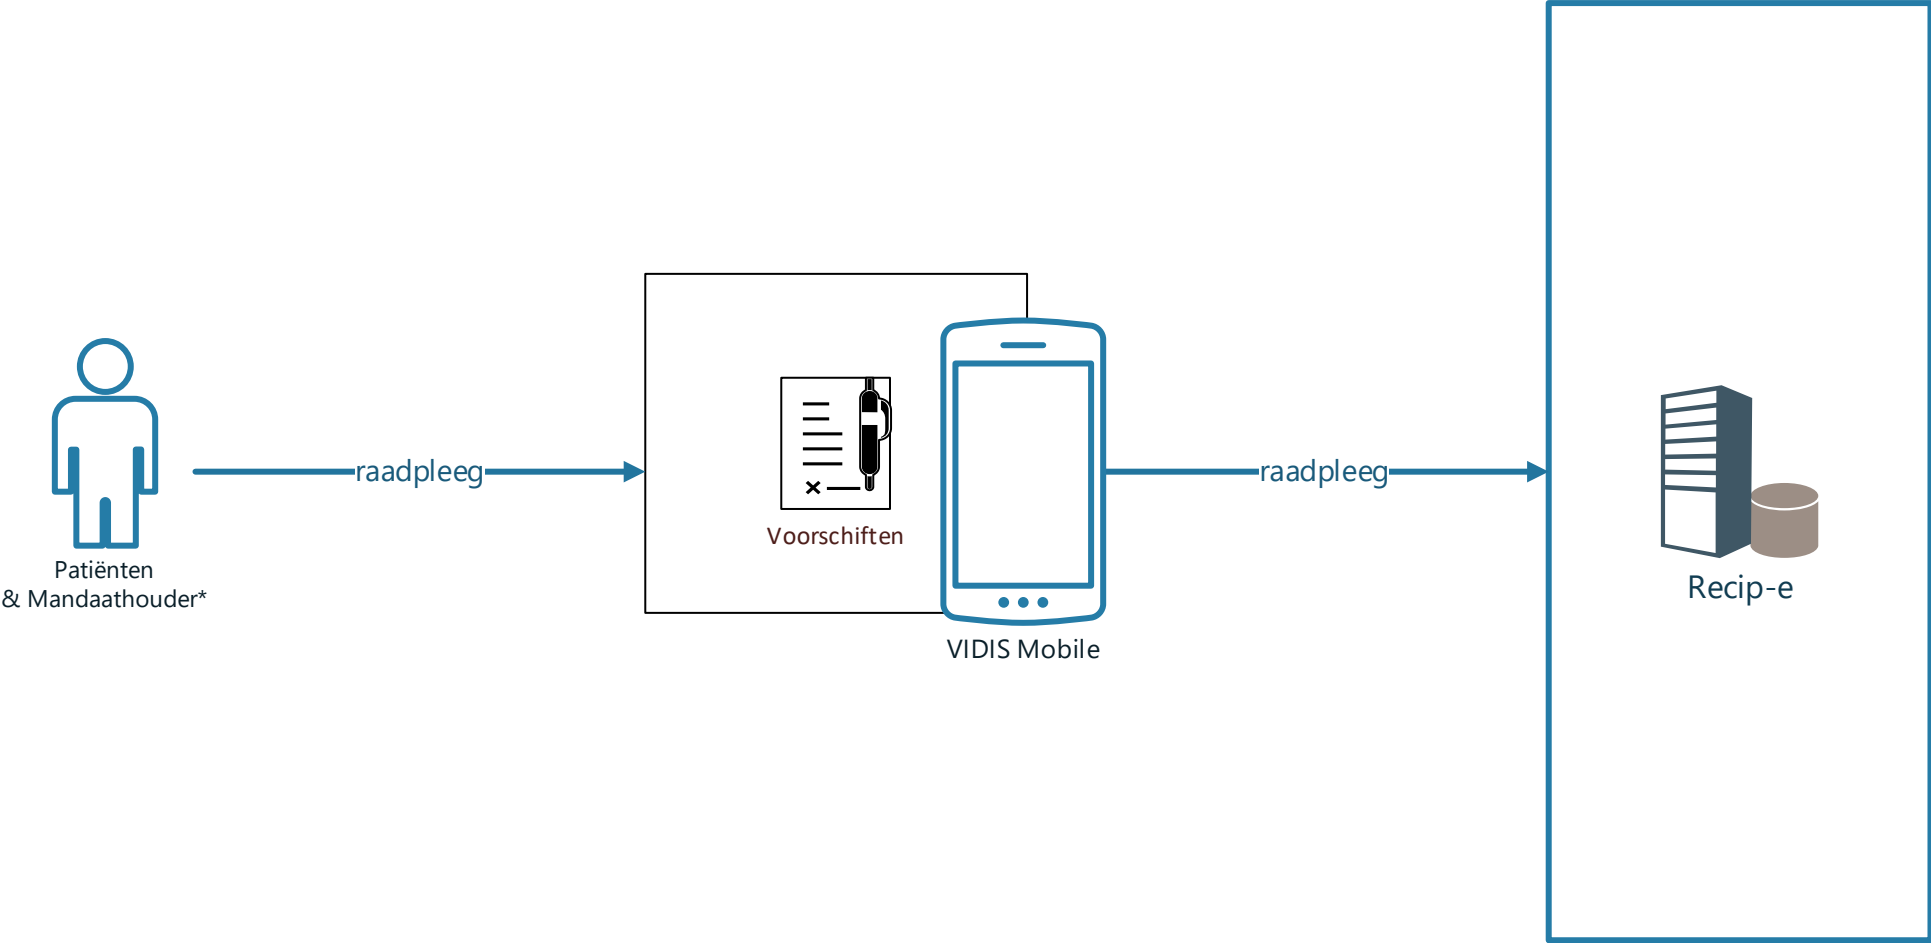 Patiënten
& Mandaathouder*
raadpleeg
Voorschiften
VIDIS Mobile
raadpleeg
Recip-e